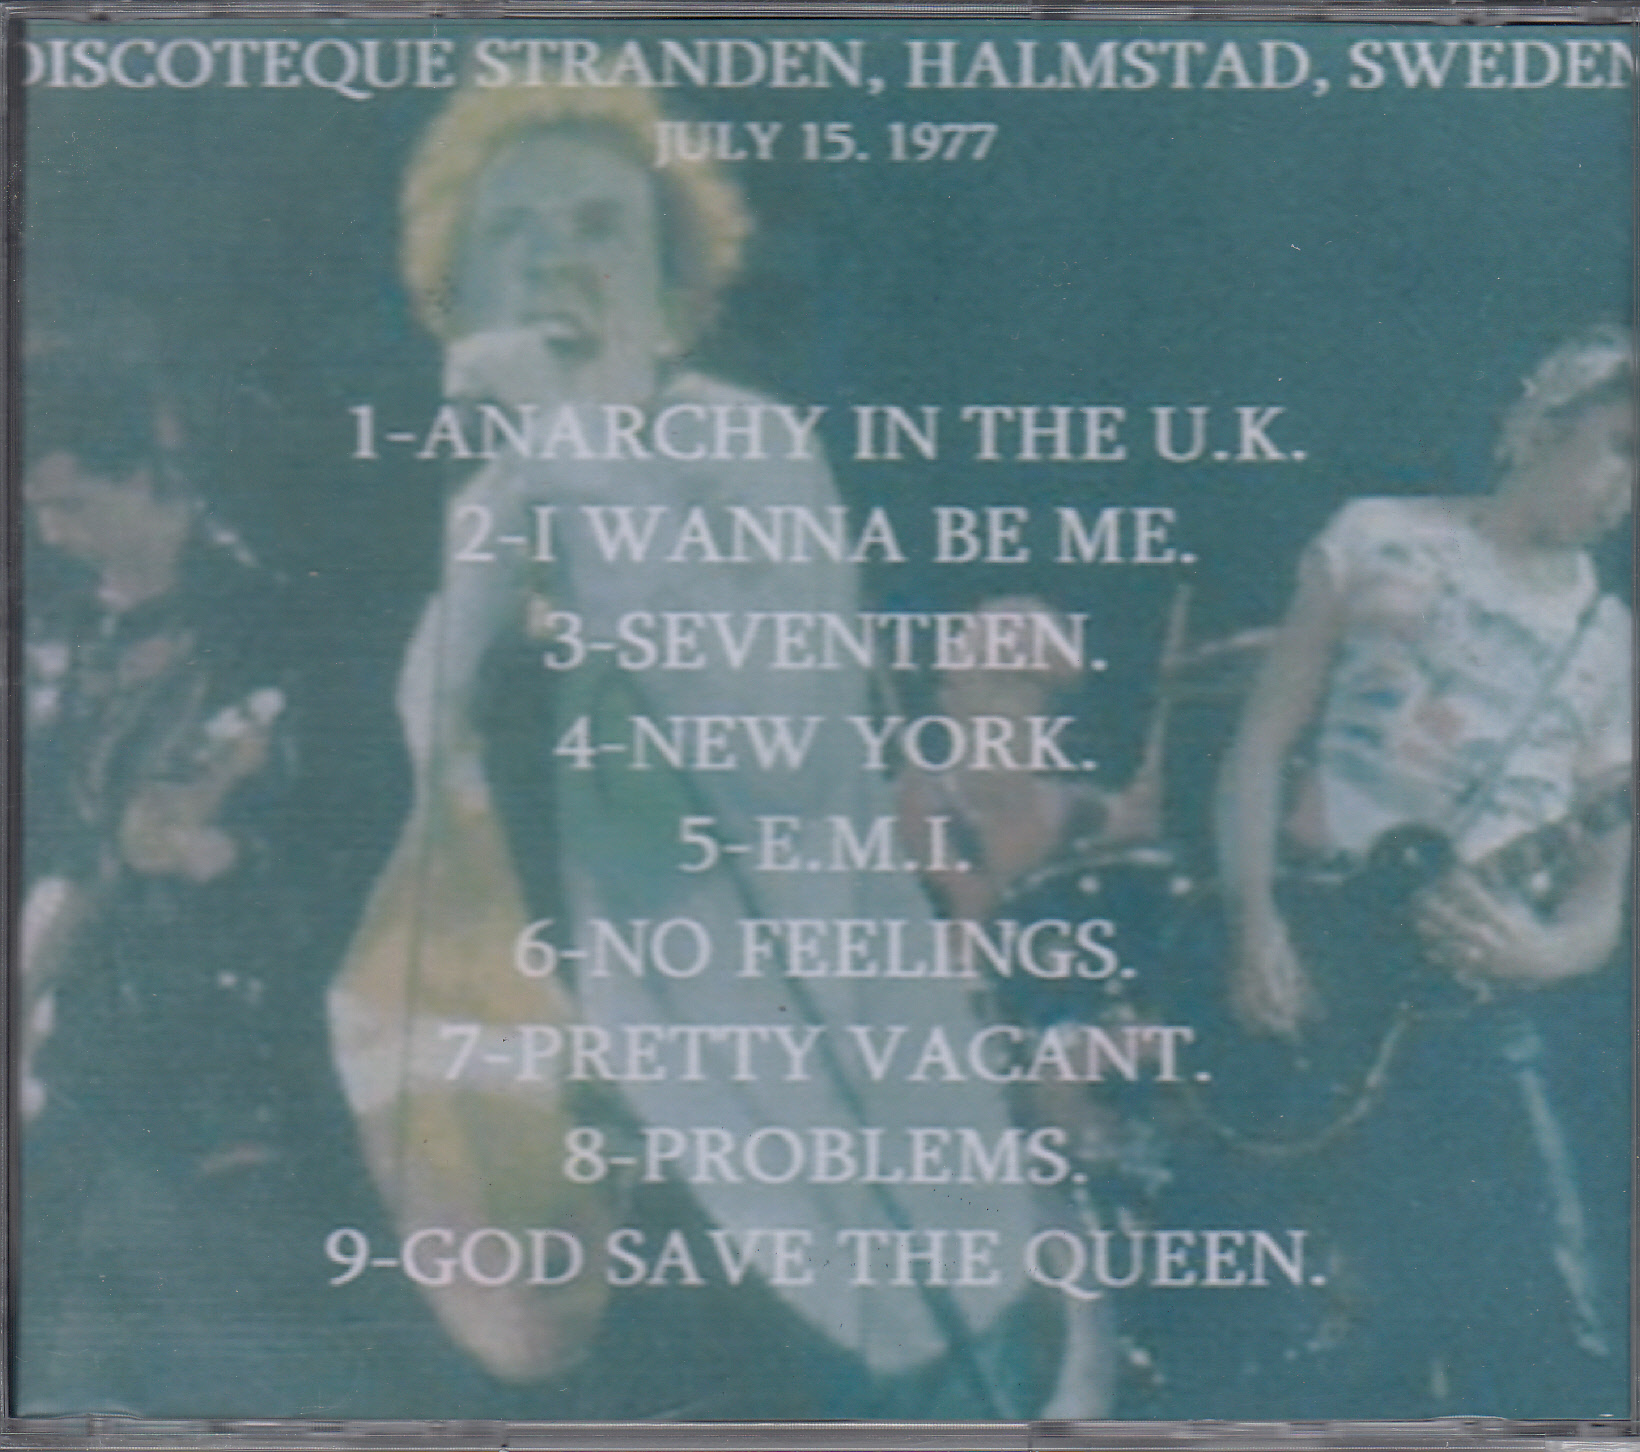 DISCOTEQUE STRANDEN, HALMSTAD, SWEDEN
JULY 15. 1977
1-ANARCHY IN THE U.K.
2-I WANNA BE ME.
3-SEVENTEEN.
4-NEW YORK.
5-E.M.I.
6-NO FEELINGS.
7-PRETTY VACANT.
8-PROBLEMS.
9-GOD SAVE THE QUEEN.